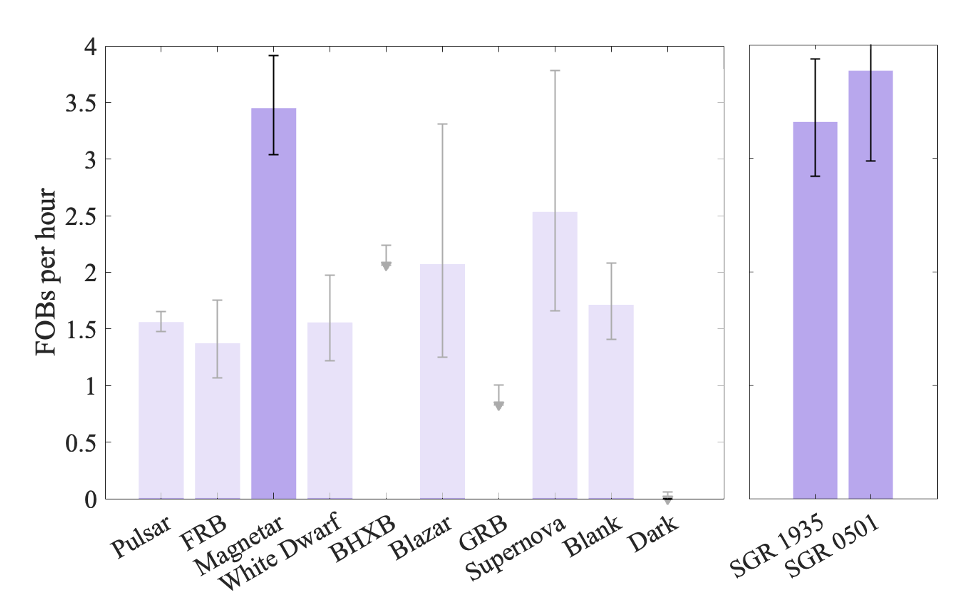 FOBs per hour
4
3.5
3
2.5
2
1.5
1
0.5
0
Pulsar
FRB
Magnetar
White Dwarf
BHXB
Blazar
GRB
Supernova
Blank
Dark
SGR 1935
SGR 0501